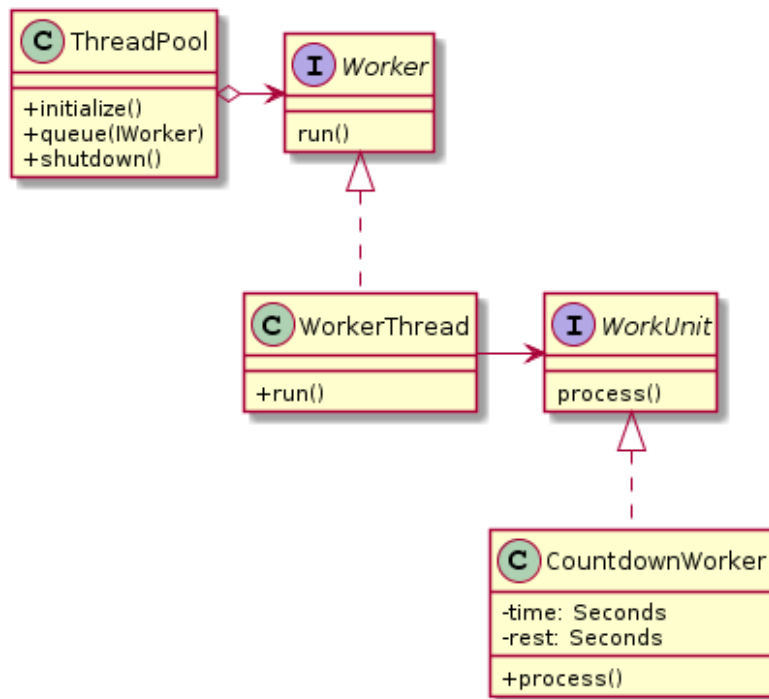 C ThreadPool
+initialize()
+queue(IWorker)
+shutdown()
I Worker
run()
C WorkerThread
+run()
I WorkUnit
process()
C CountdownWorker
-time: Seconds
-rest: Seconds
+process()